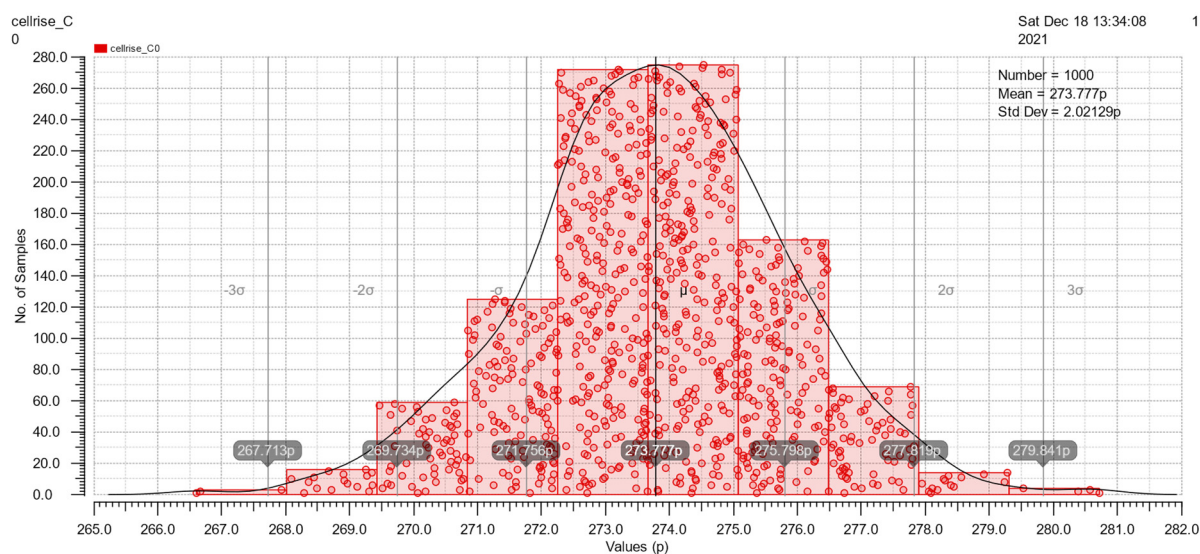 cellrise_C
0
Sat Dec 18 13:34:08 1
2021
cellrise_C0
Number = 1000
Mean = 273.777p
Std Dev = 2.02129p
No. of Samples
280.0
260.0
240.0
220.0
200.0
180.0
160.0
140.0
120.0
100.0
80.0
60.0
40.0
20.0
0.0
-3σ -2σ -σ μ σ 2σ 3σ
267.713p 269.734p 271.756p 273.777p 275.798p 277.819p 279.841p
265.0 266.0 267.0 268.0 269.0 270.0 271.0 272.0 273.0 274.0 275.0 276.0 277.0 278.0 279.0 280.0 281.0 282.0
Values (p)